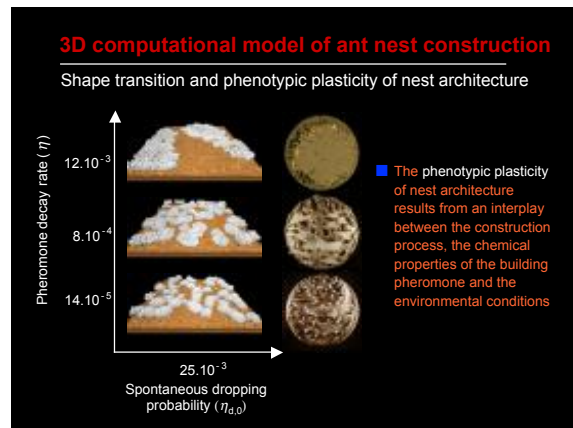 3D computational model of ant nest construction
Shape transition and phenotypic plasticity of nest architecture
Pheromone decay rate (η)
12.10⁻³
8.10⁻⁴
14.10⁻⁵
25.10⁻³
Spontaneous dropping
probability (η_d,0)
The phenotypic plasticity
of nest architecture
results from an interplay
between the construction
process, the chemical
properties of the building
pheromone and the
environmental conditions